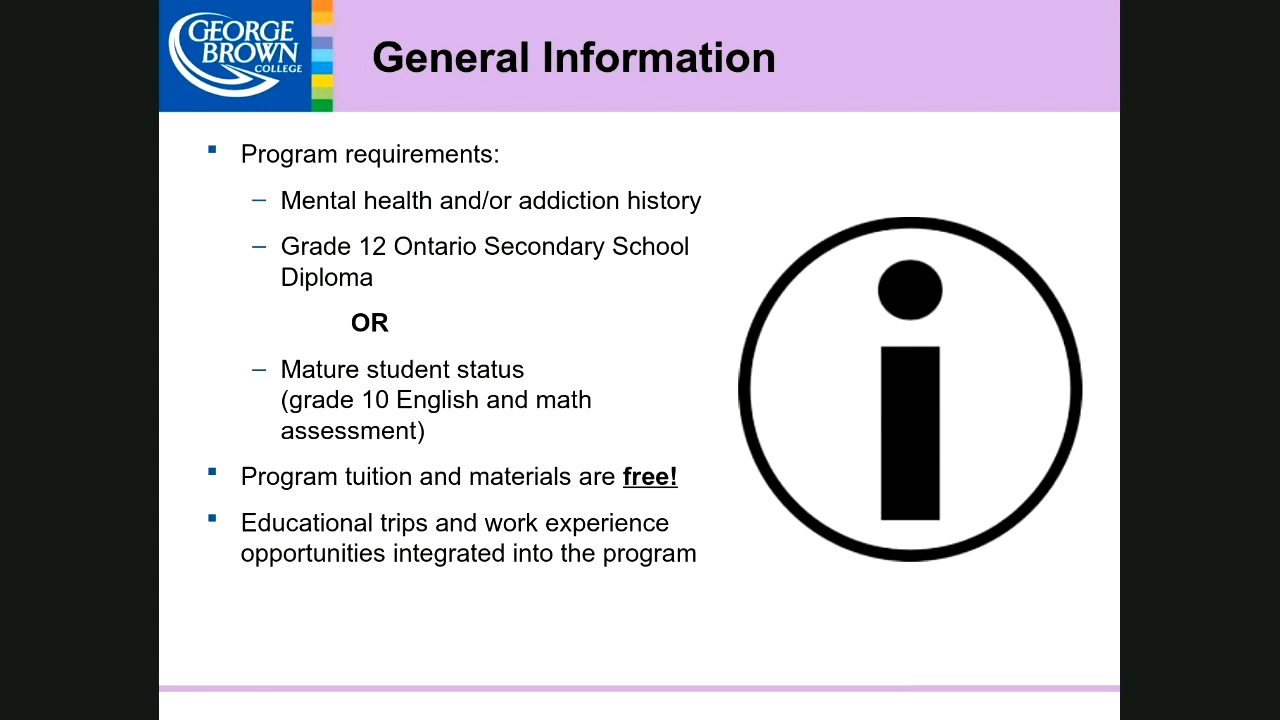 GEORGE
BROWN
COLLEGE
General Information
Program requirements:
– Mental health and/or addiction history
– Grade 12 Ontario Secondary School
Diploma
OR
– Mature student status
(grade 10 English and math
assessment)
Program tuition and materials are free!
Educational trips and work experience
opportunities integrated into the program